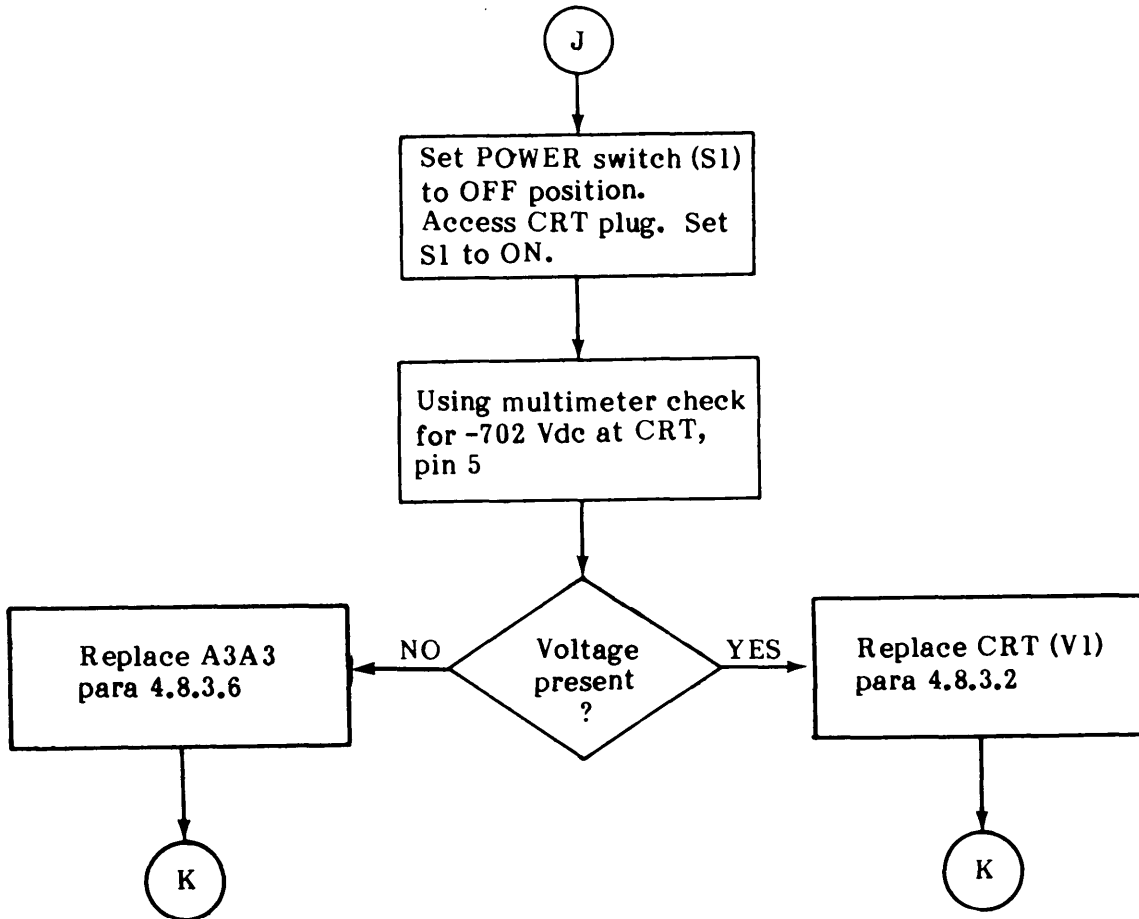 J
Set POWER switch (S1)
to OFF position.
Access CRT plug. Set
S1 to ON.
Using multimeter check
for -702 Vdc at CRT,
pin 5
Voltage
present
?
NO
YES
Replace A3A3
para 4.8.3.6
Replace CRT (V1)
para 4.8.3.2
K
K